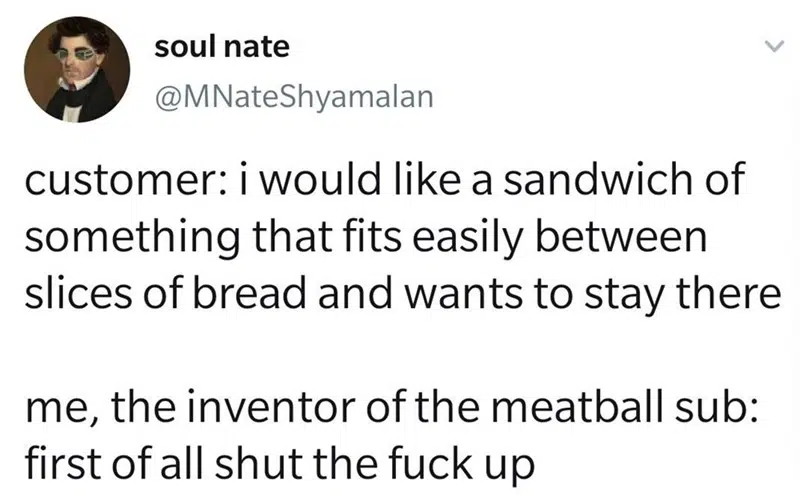 soul nate
@MNateShyamalan
customer: i would like a sandwich of
something that fits easily between
slices of bread and wants to stay there
me, the inventor of the meatball sub:
first of all shut the fuck up